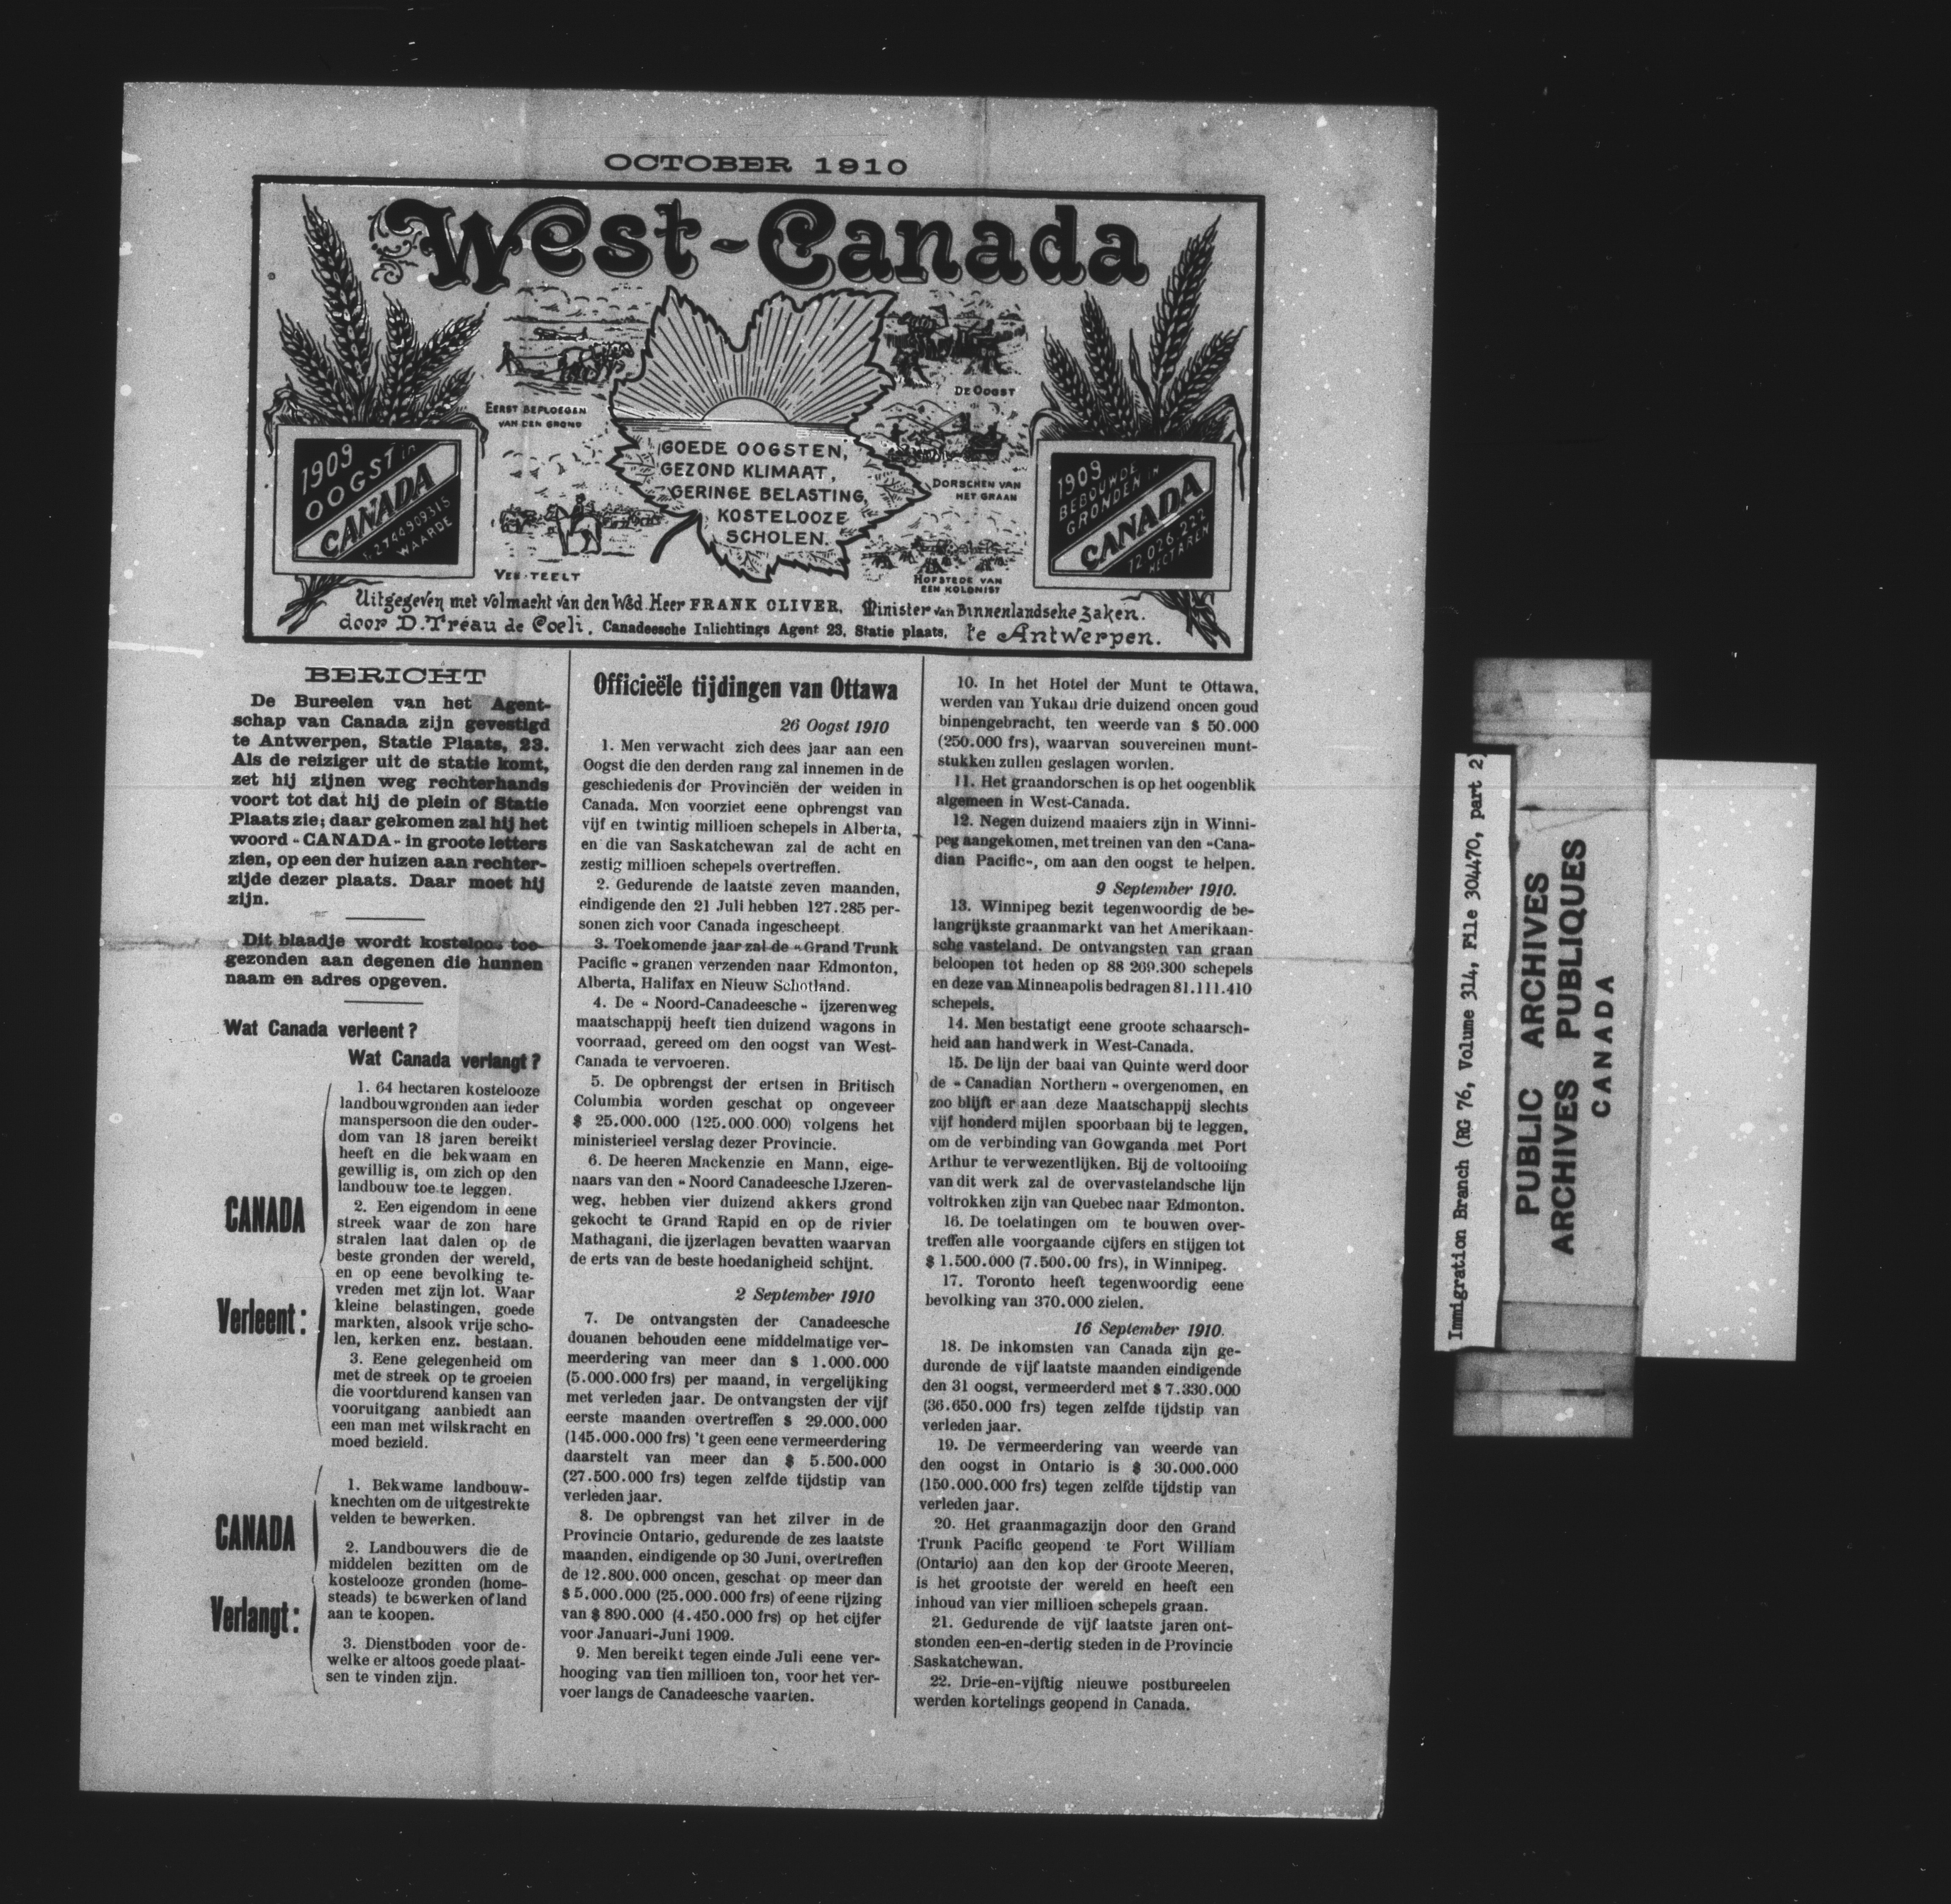 OCTOBER 1910
West-Canada
EERST BEPLOEGEN
VAN DEN GROND
DE OOGST
1909
OOGST in
CANADA
WAARDE
GOEDE OOGSTEN,
GEZOND KLIMAAT,
GERINGE BELASTING,
KOSTELOOZE
SCHOLEN.
DORSCHEN VAN
HET GRAAN
1909
BEBOUWDE
GRONDEN IN
CANADA
12.026.222
HECTAREN
VEE-TEELT
HOFSTEDE VAN
EEN KOLONIST
Uitgegeven met volmacht van den Wed. Heer FRANK OLIVER, Minister van Binnenlandsche Zaken.
door D. Tréau de Coeli, Canadeesche Inlichtings Agent 23, Statie plaats, te Antwerpen.
BERICHT
De Bureelen van het Agent-
schap van Canada zijn gevestigd
te Antwerpen, Statie Plaats, 23.
Als de reiziger uit de statie komt,
zet hij zijnen weg rechterhands
voort tot dat hij de plein of Statie
Plaats zie; daar gekomen zal hij het
woord « CANADA » in groote letters
zien, op een der huizen aan rechter-
zijde dezer plaats. Daar moet hij
zijn.
Dit blaadje wordt kosteloos toe-
gezonden aan degenen die hunnen
naam en adres opgeven.
Wat Canada verleent?
Wat Canada verlangt?
CANADA
Verleent:
1. 64 hectaren kostelooze
landbouwgronden aan ieder
manspersoon die den ouder-
dom van 18 jaren bereikt
heeft en die bekwaam en
gewillig is, om zich op den
landbouw toe te leggen.
2. Een eigendom in eene
streek waar de zon hare
stralen laat dalen op de
beste gronden der wereld,
en op eene bevolking te-
vreden met zijn lot. Waar
kleine belastingen, goede
markten, alsook vrije scho-
len, kerken enz. bestaan.
3. Eene gelegenheid om
met de streek op te groeien
die voortdurend kansen van
vooruitgang aanbiedt aan
een man met wilskracht en
moed bezield.
CANADA
Verlangt:
1. Bekwame landbouw-
knechten om de uitgestrekte
velden te bewerken.
2. Landbouwers die de
middelen bezitten om de
kostelooze gronden (home-
steads) te bewerken of land
aan te koopen.
3. Dienstboden voor de-
welke er altoos goede plaat-
sen te vinden zijn.
Officieële tijdingen van Ottawa
26 Oogst 1910
1. Men verwacht zich dees jaar aan een
Oogst die den derden rang zal innemen in de
geschiedenis der Provinciën der weiden in
Canada. Men voorziet eene opbrengst van
vijf en twintig millioen schepels in Alberta,
en die van Saskatchewan zal de acht en
zestig millioen schepels overtreffen.
2. Gedurende de laatste zeven maanden,
eindigende den 21 Juli hebben 127.285 per-
sonen zich voor Canada ingescheept.
3. Toekomende jaar zal de « Grand Trunk
Pacific » granen verzenden naar Edmonton,
Alberta, Halifax en Nieuw Schotland.
4. De « Noord-Canadeesche » ijzerenweg
maatschappij heeft tien duizend wagons in
voorraad, gereed om den oogst van West-
Canada te vervoeren.
5. De opbrengst der ertsen in Britisch
Columbia worden geschat op ongeveer
$ 25.000.000 (125.000.000) volgens het
ministerieel verslag dezer Provincie.
6. De heeren Mackenzie en Mann, eige-
naars van den « Noord Canadeesche IJzeren-
weg, hebben vier duizend akkers grond
gekocht te Grand Rapid en op de rivier
Mathagani, die ijzerlagen bevatten waarvan
de erts van de beste hoedanigheid schijnt.
2 September 1910
7. De ontvangsten der Canadeesche
douanen behouden eene middelmatige ver-
meerdering van meer dan $ 1.000.000
(5.000.000 frs) per maand, in vergelijking
met verleden jaar. De ontvangsten der vijf
eerste maanden overtreffen $ 29.000.000
(145.000.000 frs) 't geen eene vermeerdering
daarstelt van meer dan $ 5.500.000
(27.500.000 frs) tegen zelfde tijdstip van
verleden jaar.
8. De opbrengst van het zilver in de
Provincie Ontario, gedurende de zes laatste
maanden, eindigende op 30 Juni, overtreffen
de 12.800.000 oncen, geschat op meer dan
$ 5.000.000 (25.000.000 frs) of eene rijzing
van $ 890.000 (4.450.000 frs) op het cijfer
voor Januari-Juni 1909.
9. Men bereikt tegen einde Juli eene ver-
hooging van tien millioen ton, voor het ver-
voer langs de Canadeesche vaarten.
10. In het Hotel der Munt te Ottawa,
werden van Yukan drie duizend oncen goud
binnengebracht, ten weerde van $ 50.000
(250.000 frs), waarvan souvereinen munt-
stukken zullen geslagen worden.
11. Het graandorschen is op het oogenblik
algemeen in West-Canada.
12. Negen duizend maaiers zijn in Winni-
peg aangekomen, met treinen van den «Cana-
dian Pacific», om aan den oogst te helpen.
9 September 1910.
13. Winnipeg bezit tegenwoordig de be-
langrijkste graanmarkt van het Amerikaan-
sche vasteland. De ontvangsten van graan
beloopen tot heden op 88 269.300 schepels
en deze van Minneapolis bedragen 81.111.410
schepels.
14. Men bestatigt eene groote schaarsch-
heid aan handwerk in West-Canada.
15. De lijn der baai van Quinte werd door
de « Canadian Northern » overgenomen, en
zoo blijft er aan deze Maatschappij slechts
vijf honderd mijlen spoorbaan bij te leggen,
om de verbinding van Gowganda met Port
Arthur te verwezentlijken. Bij de voltooiing
van dit werk zal de overvastelandsche lijn
voltrokken zijn van Quebec naar Edmonton.
16. De toelatingen om te bouwen over-
treffen alle voorgaande cijfers en stijgen tot
$ 1.500.000 (7.500.00 frs), in Winnipeg.
17. Toronto heeft tegenwoordig eene
bevolking van 370.000 zielen.
16 September 1910.
18. De inkomsten van Canada zijn ge-
durende de vijf laatste maanden eindigende
den 31 oogst, vermeerderd met $ 7.330.000
(36.650.000 frs) tegen zelfde tijdstip van
verleden jaar.
19. De vermeerdering van weerde van
den oogst in Ontario is $ 30.000.000
(150.000.000 frs) tegen zelfde tijdstip van
verleden jaar.
20. Het graanmagazijn door den Grand
Trunk Pacific geopend te Fort William
(Ontario) aan den kop der Groote Meeren,
is het grootste der wereld en heeft een
inhoud van vier millioen schepels graan.
21. Gedurende de vijf laatste jaren ont-
stonden een-en-dertig steden in de Provincie
Saskatchewan.
22. Drie-en-vijftig nieuwe postbureelen
werden kortelings geopend in Canada.
Immigration Branch (RG 76, Volume 314, File 304470, part 2)
PUBLIC ARCHIVES
ARCHIVES PUBLIQUES
CANADA